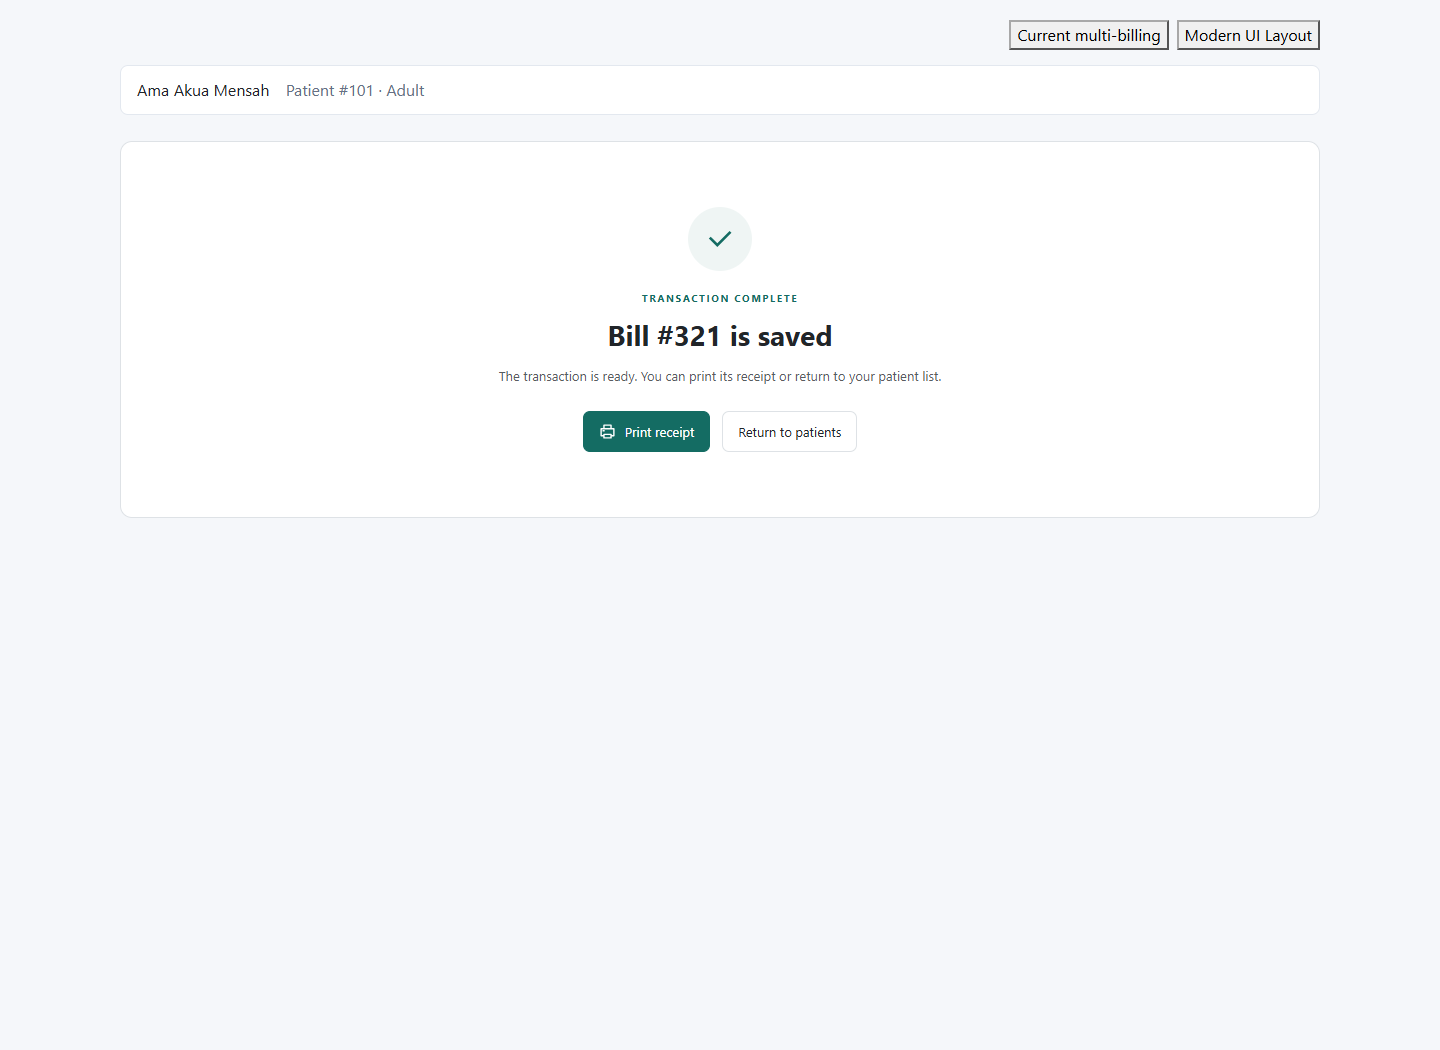 Current multi-billing
Modern UI Layout
Ama Akua Mensah Patient #101 · Adult
TRANSACTION COMPLETE
Bill #321 is saved
The transaction is ready. You can print its receipt or return to your patient list.
Print receipt
Return to patients